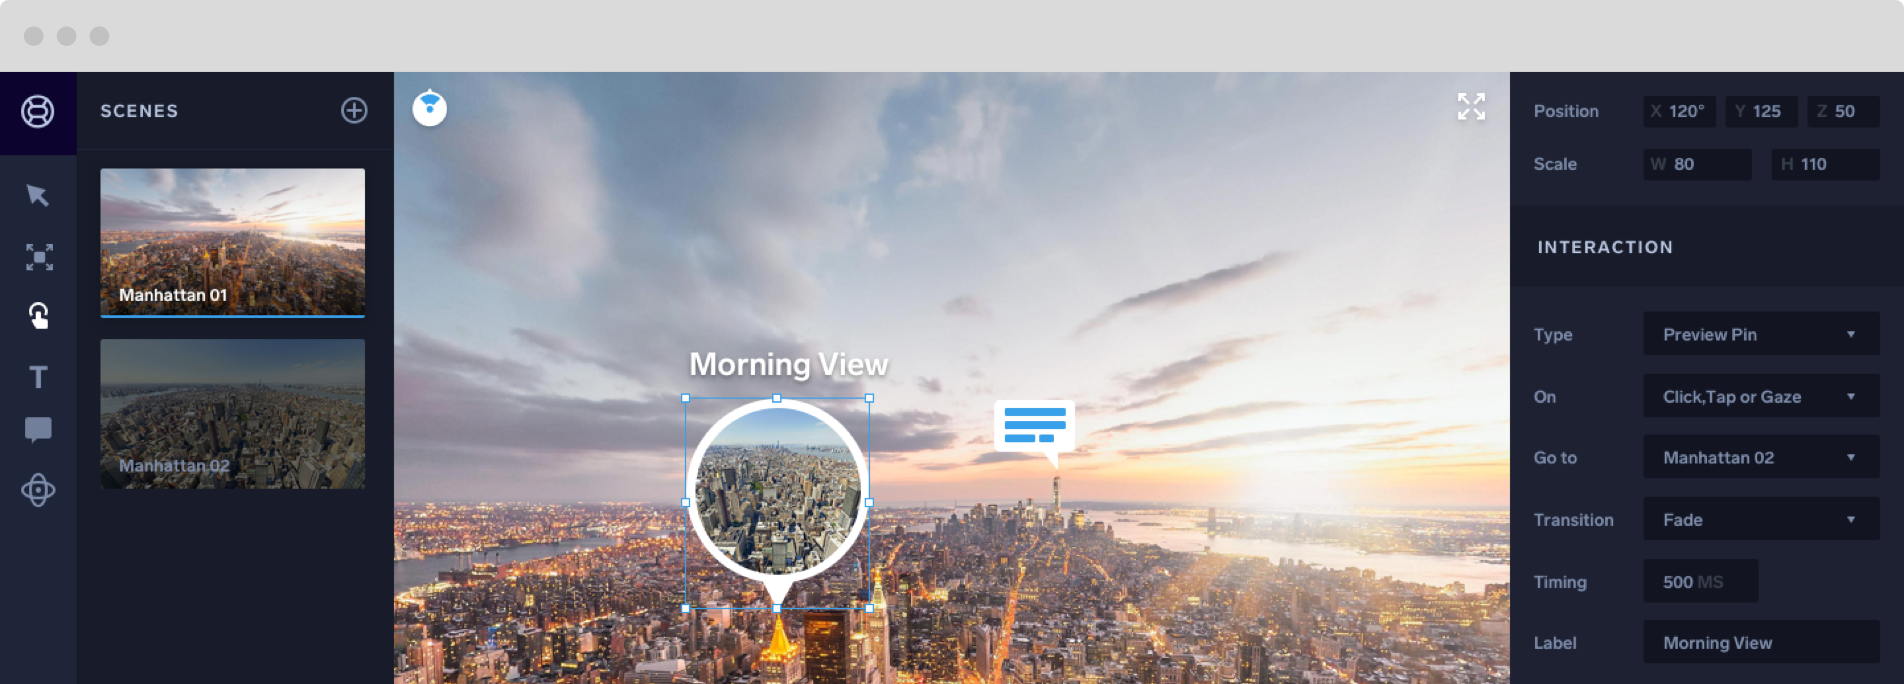 SCENES
Manhattan 01
Manhattan 02
T
Morning View
Position X 120° Y 125 Z 50
Scale W 80 H 110
INTERACTION
Type Preview Pin
On Click,Tap or Gaze
Go to Manhattan 02
Transition Fade
Timing 500 MS
Label Morning View